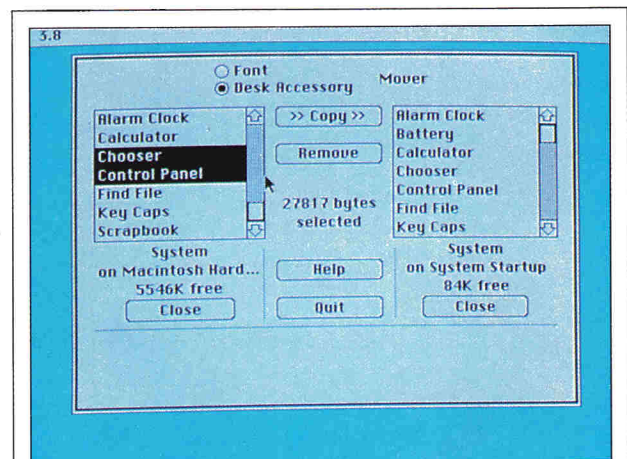 3.8
Font
Desk Accessory
Mover
Alarm Clock
Calculator
Chooser
Control Panel
Find File
Key Caps
Scrapbook
>> Copy >>
Remove
27817 bytes
selected
Alarm Clock
Battery
Calculator
Chooser
Control Panel
Find File
Key Caps
System
on Macintosh Hard...
5546K free
Close
Help
Quit
System
on System Startup
84K free
Close